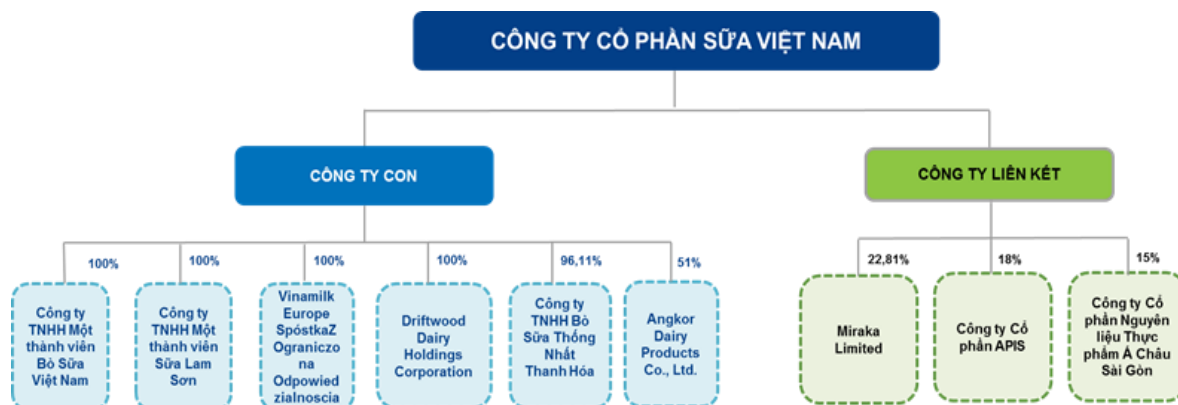 CÔNG TY CỔ PHẦN SỮA VIỆT NAM
CÔNG TY CON
CÔNG TY LIÊN KẾT
100%
100%
100%
100%
96,11%
51%
22,81%
18%
15%
Công ty
TNHH Một
thành viên
Bò Sữa
Việt Nam
Công ty
TNHH Một
thành viên
Sữa Lam
Sơn
Vinamilk
Europe
SpóstkaZ
Ograniczo
na
Odpowied
zialnoscia
Driftwood
Dairy
Holdings
Corporation
Công ty
TNHH Bò
Sữa Thống
Nhất
Thanh Hóa
Angkor
Dairy
Products
Co., Ltd.
Miraka
Limited
Công ty Cổ
phần APIS
Công ty Cổ
phần Nguyên
liệu Thực
phẩm Á Châu
Sài Gòn